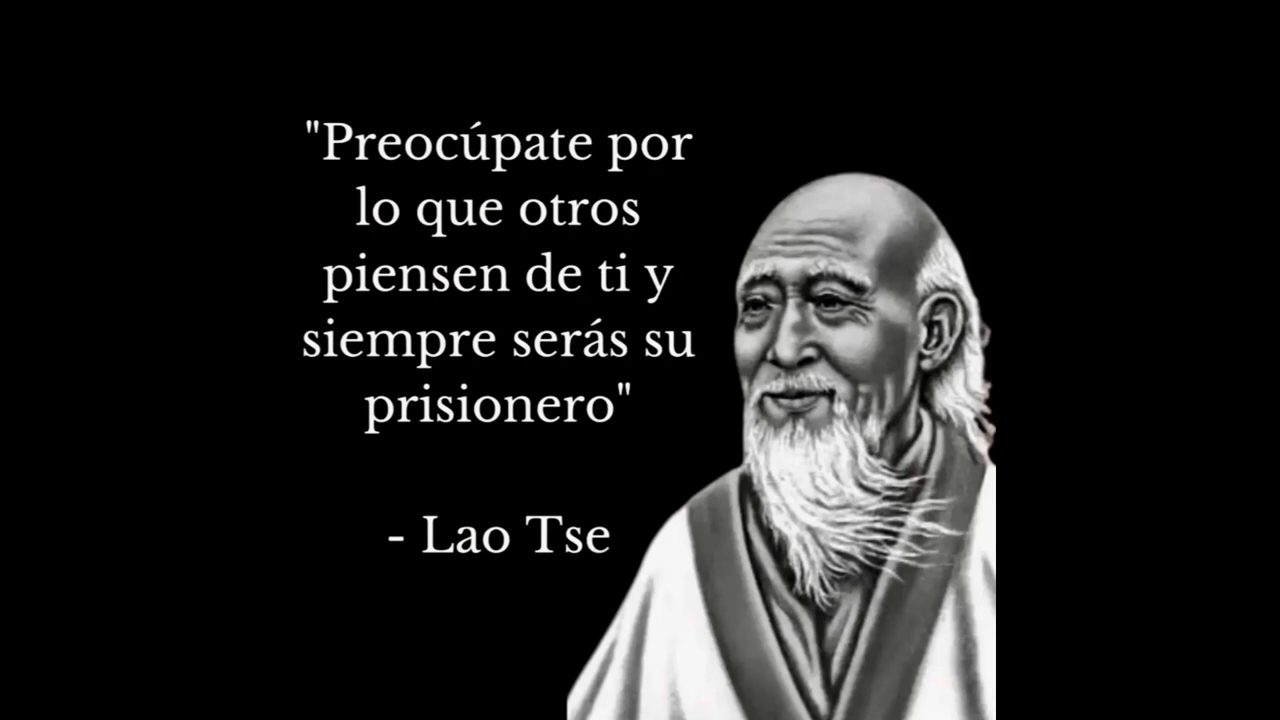 "Preocúpate por
lo que otros
piensen de ti y
siempre serás su
prisionero"
- Lao Tse